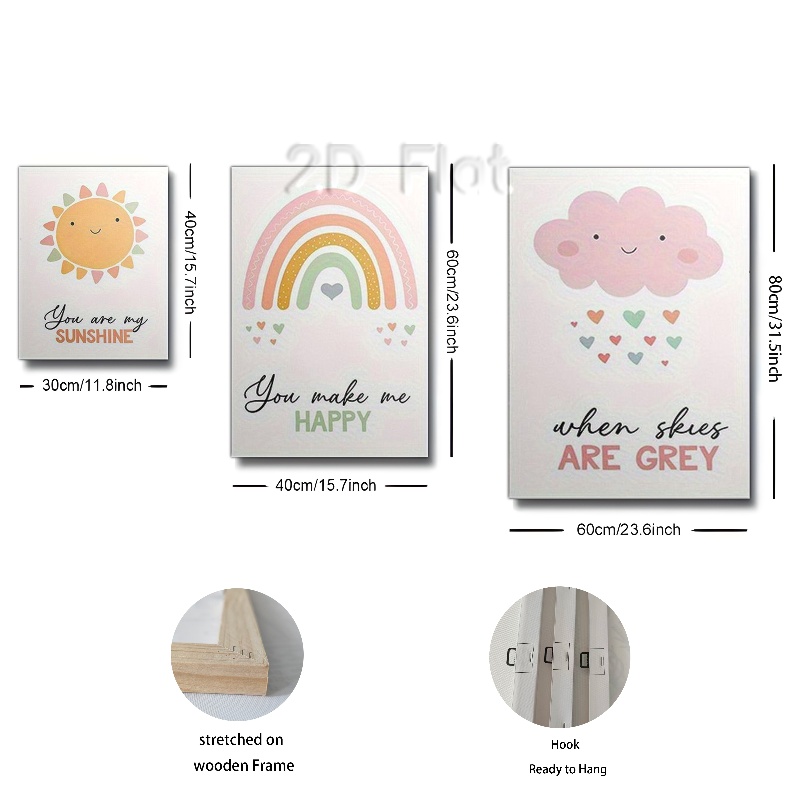 2D Flat
You are my
SUNSHINE
40cm/15.7inch
30cm/11.8inch
You make me
HAPPY
60cm/23.6inch
40cm/15.7inch
when skies
ARE GREY
80cm/31.5inch
60cm/23.6inch
stretched on
wooden Frame
Hook
Ready to Hang